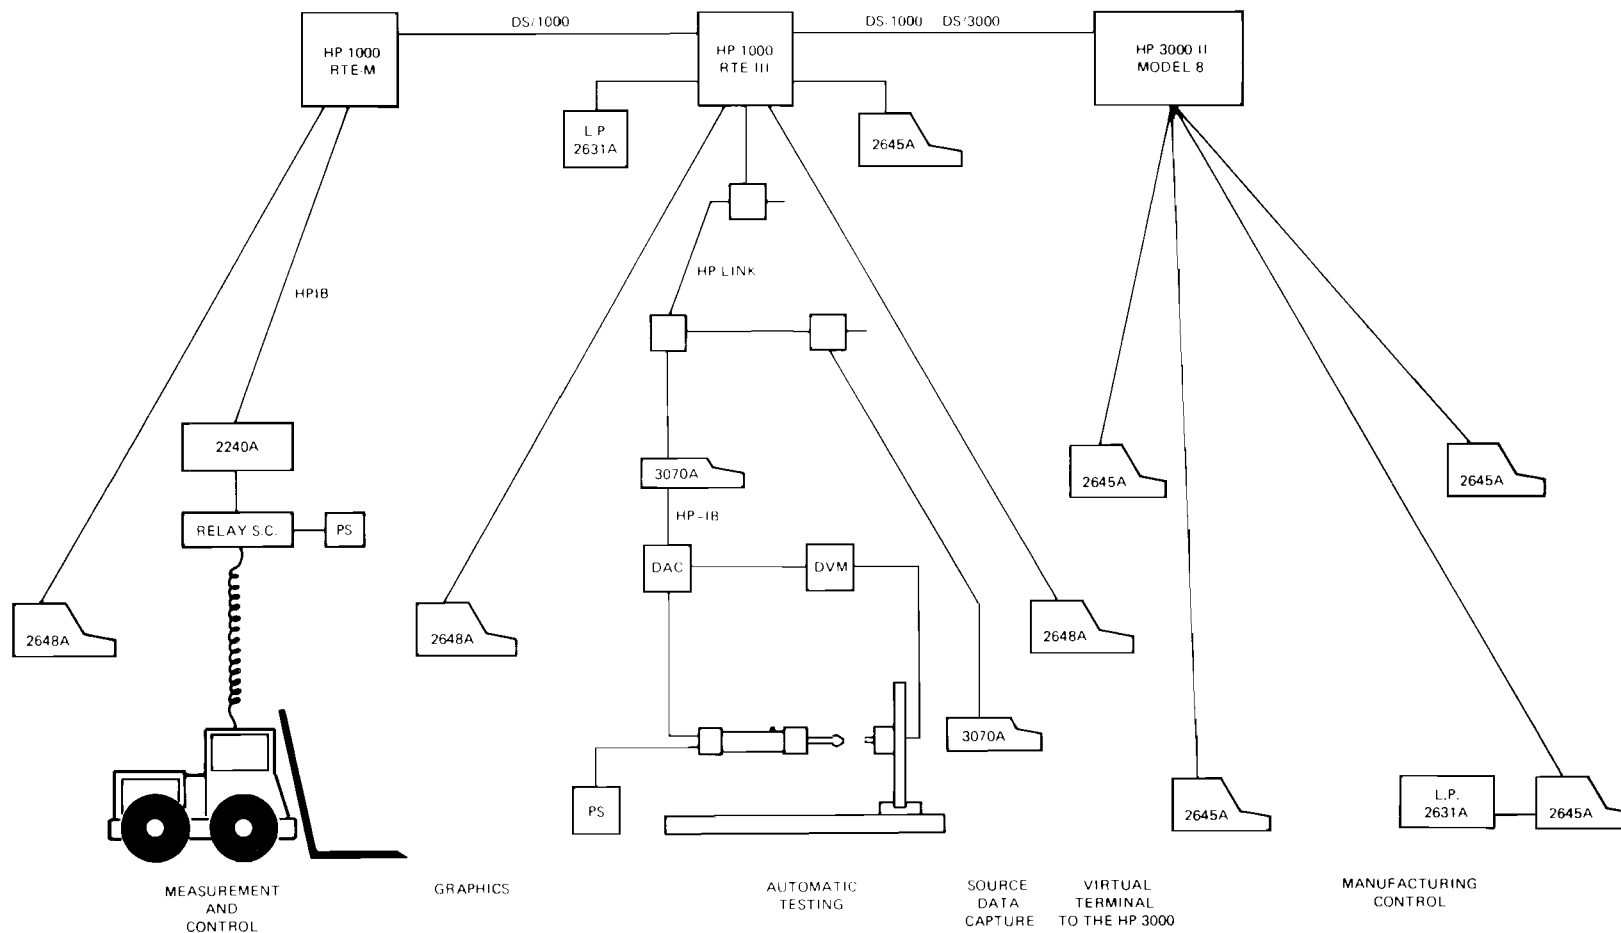 DS/1000
DS-1000 DS/3000
HP 1000
RTE-M
HP 1000
RTE III
HP 3000 II
MODEL 8
L P
2631A
2645A
HP LINK
HPIB
2240A
3070A
2645A
2645A
RELAY S.C.
PS
HP-IB
DAC
DVM
2648A
2648A
2648A
3070A
PS
2645A
L.P.
2631A
2645A
MEASUREMENT
AND
CONTROL
GRAPHICS
AUTOMATIC
TESTING
SOURCE
DATA
CAPTURE
VIRTUAL
TERMINAL
TO THE HP 3000
MANUFACTURING
CONTROL